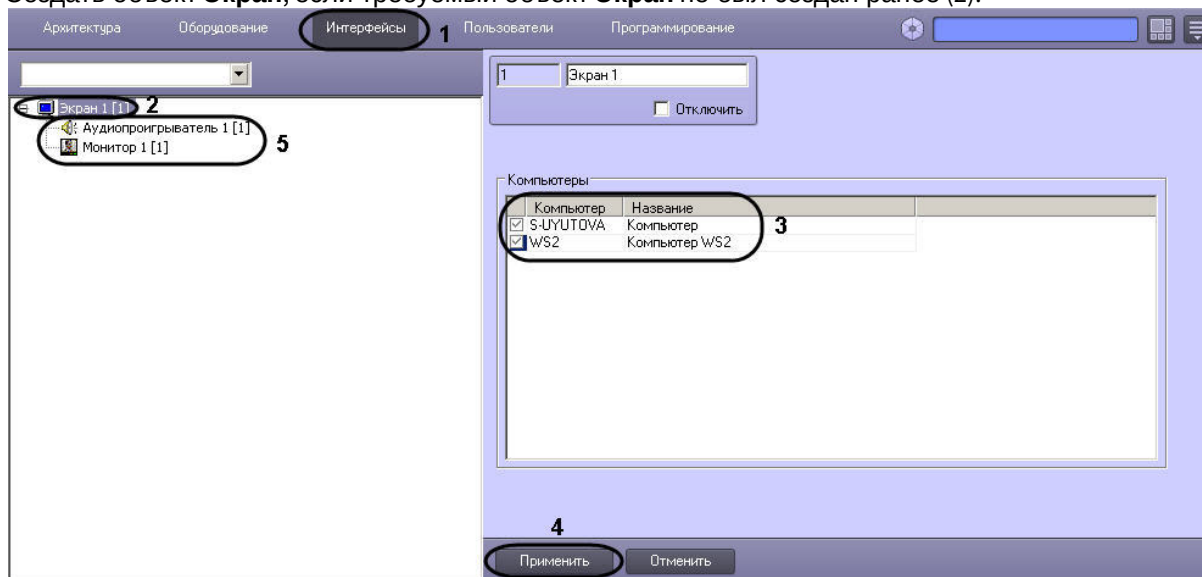 Создать объект Экран, если требуемый объект Экран не был создан ранее (2).
Архитектура Оборудование Интерфейсы 1 Пользователи Программирование
1 Экран 1
Отключить
Экран 1 [1] 2
Аудиопроигрыватель 1 [1]
Монитор 1 [1]
5
Компьютеры
Компьютер Название
S-UYUTOVA Компьютер
WS2 Компьютер WS2
3
4
Применить Отменить